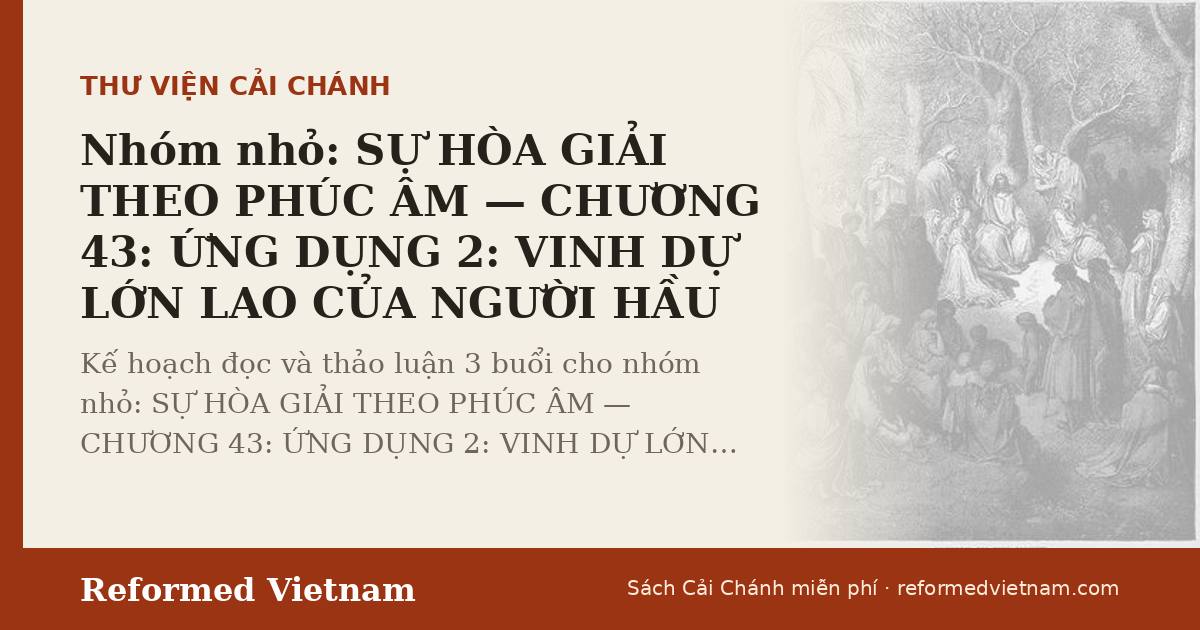 THƯ VIỆN CẢI CHÁNH
Nhóm nhỏ: SỰ HÒA GIẢI
THEO PHÚC ÂM — CHƯƠNG
43: ỨNG DỤNG 2: VINH DỰ
LỚN LAO CỦA NGƯỜI HẦU
Kế hoạch đọc và thảo luận 3 buổi cho nhóm
nhỏ: SỰ HÒA GIẢI THEO PHÚC ÂM —
CHƯƠNG 43: ỨNG DỤNG 2: VINH DỰ LỚN…
Reformed Vietnam
Sách Cải Chánh miễn phí · reformedvietnam.com